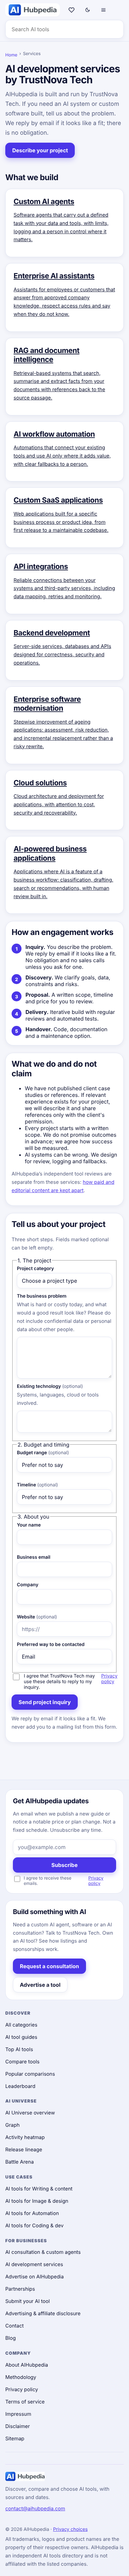 AI Hubpedia
Search AI tools
Home › Services
AI development services
by TrustNova Tech
AIHubpedia is built and run by TrustNova
Tech. If you need an AI system or custom
software built, tell us about the problem.
We will tell you honestly whether it is
worth building, and how we would do it.
Describe your project
What we build
Custom AI agents
Software agents that carry out a defined
task with your data and tools, with limits,
logging and a person in control where it
matters.
Enterprise AI assistants
Assistants for employees or customers that
answer from approved company
knowledge, respect access rules and say
when they do not know.
RAG and document
intelligence
Retrieval-based systems that search,
summarise and extract facts from your
documents with references back to the
source passage.
AI workflow automation
Automations that connect your existing
tools and use AI only where it adds value,
with clear fallbacks to a person.
Custom SaaS applications
Web applications built for a specific
business process or product idea, from
first release to a maintainable codebase.
API integrations
Reliable connections between your
systems and third-party services, including
data mapping, retries and monitoring.
Backend development
Server-side services, databases and APIs
designed for correctness, security and
operations.
Enterprise software
modernisation
Stepwise improvement of ageing
applications: assessment, risk reduction,
and incremental replacement rather than a
risky rewrite.
Cloud solutions
Cloud architecture and deployment for
applications, with attention to cost,
security and recoverability.
AI-powered business
applications
Applications where AI is a feature of a
business workflow: classification, drafting,
search or recommendations, with human
review built in.
How an engagement works
1 Inquiry. You describe the problem.
We reply by email if it looks like a fit.
No obligation and no sales calls
unless you ask for one.
2 Discovery. We clarify goals, data,
constraints and risks.
3 Proposal. A written scope, timeline
and price for you to accept.
4 Delivery. Iterative build with regular
reviews and automated tests.
5 Handover. Code, documentation
and a maintenance option.
What we do and do not
claim
• We have not published client case
studies or references. If independent
references exist for your project,
we will describe them accurately and
only with the client's permission.
• Every project starts with a written
scope. We do not promise outcomes
such as revenue or time saved
before the work is assessed.
• AI systems can be wrong. We design
for review, logging and fallbacks.
AIHubpedia's independent tool reviews are
separate from these services: how paid and
editorial content are kept apart.
Tell us about your project
Three short steps. Fields marked optional
can be left empty.
1. The project
Project category
Choose a project type
The business problem
What is hard or costly today, and what
would a good result look like? Please do
not include confidential data or personal
data about other people.
Existing technology (optional)
Systems, languages, cloud or tools
involved.
2. Budget and timing
Budget range (optional)
Prefer not to say
Timeline (optional)
Prefer not to say
3. About you
Your name
Business email
Company
Website (optional)
https://
Preferred way to be contacted
Email
I agree that TrustNova Tech may Privacy
use these details to reply to my policy
inquiry.
Send project inquiry
We reply by email if it looks like a fit. We
never add you to a mailing list from this form.
Get AIHubpedia updates
An email when we publish a new guide or
notice a notable price or plan change. No
fixed schedule. Unsubscribe any time.
you@example.com
Subscribe
I agree to receive these Privacy
emails. policy
Build something with AI
Need a custom AI agent, software or an AI
consultation? Talk to TrustNova Tech. Own
an AI tool? See how listings and
sponsorships work.
Request a consultation
Advertise a tool
DISCOVER
All categories
AI tool guides
Top AI tools
Compare tools
Popular comparisons
Leaderboard
AI UNIVERSE
AI Universe overview
Graph
Activity heatmap
Release lineage
Battle Arena
USE CASES
AI tools for Writing & content
AI tools for Image & design
AI tools for Automation
AI tools for Coding & dev
FOR BUSINESSES
AI consultation & custom agents
AI development services
Advertise on AIHubpedia
Partnerships
Submit your AI tool
Advertising & affiliate disclosure
Contact
Blog
COMPANY
About AIHubpedia
Methodology
Privacy policy
Terms of service
Impressum
Disclaimer
Sitemap
AI Hubpedia
Discover, compare and choose AI tools, with
sources and dates.
contact@aihubpedia.com
© 2026 AIHubpedia · Privacy choices
All trademarks, logos and product names are the
property of their respective owners. AIHubpedia is
an independent AI tools directory and is not
affiliated with the listed companies.